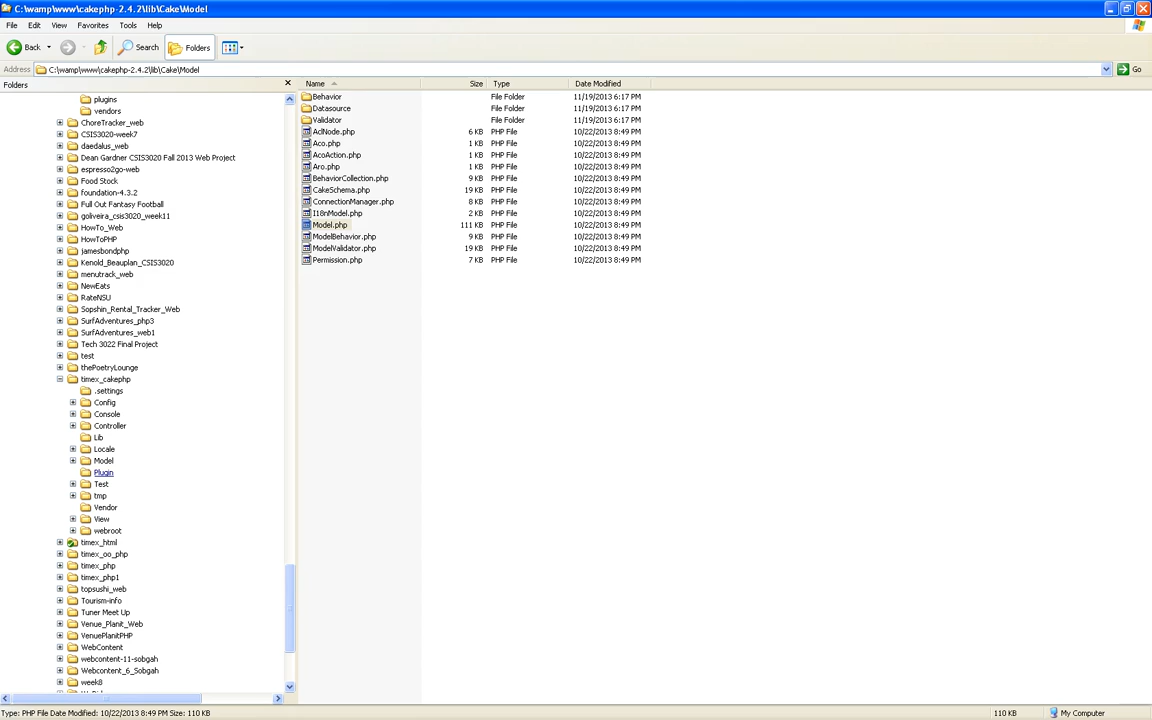 C:\wamp\www\cakephp-2.4.2\lib\Cake\Model
File Edit View Favorites Tools Help
Back Search Folders
Address C:\wamp\www\cakephp-2.4.2\lib\Cake\Model Go
Folders
plugins
vendors
ChoreTracker_web
CSIS3020-week7
daedalus_web
Dean Gardner CSIS3020 Fall 2013 Web Project
espresso2go-web
Food Stock
foundation-4.3.2
Full Out Fantasy Football
goliveira_csis3020_week11
HowTo_Web
HowToPHP
jamesbondphp
Kenold_Beauplan_CSIS3020
menutrack_web
NewEats
RateNSU
Sopshin_Rental_Tracker_Web
SurfAdventures_php3
SurfAdventures_web1
Tech 3022 Final Project
test
thePoetryLounge
timex_cakephp
.settings
Config
Console
Controller
Lib
Locale
Model
Plugin
Test
tmp
Vendor
View
webroot
timex_html
timex_oo_php
timex_php
timex_php1
topsushi_web
Tourism-info
Tuner Meet Up
Venue_Planit_Web
VenuePlanitPHP
WebContent
webcontent-11-sobgah
Webcontent_6_Sobgah
week8
Name Size Type Date Modified
Behavior File Folder 11/19/2013 6:17 PM
Datasource File Folder 11/19/2013 6:17 PM
Validator File Folder 11/19/2013 6:17 PM
AclNode.php 6 KB PHP File 10/22/2013 8:49 PM
Aco.php 1 KB PHP File 10/22/2013 8:49 PM
AcoAction.php 1 KB PHP File 10/22/2013 8:49 PM
Aro.php 1 KB PHP File 10/22/2013 8:49 PM
BehaviorCollection.php 9 KB PHP File 10/22/2013 8:49 PM
CakeSchema.php 19 KB PHP File 10/22/2013 8:49 PM
ConnectionManager.php 8 KB PHP File 10/22/2013 8:49 PM
I18nModel.php 2 KB PHP File 10/22/2013 8:49 PM
Model.php 111 KB PHP File 10/22/2013 8:49 PM
ModelBehavior.php 9 KB PHP File 10/22/2013 8:49 PM
ModelValidator.php 19 KB PHP File 10/22/2013 8:49 PM
Permission.php 7 KB PHP File 10/22/2013 8:49 PM
Type: PHP File Date Modified: 10/22/2013 8:49 PM Size: 110 KB 110 KB My Computer